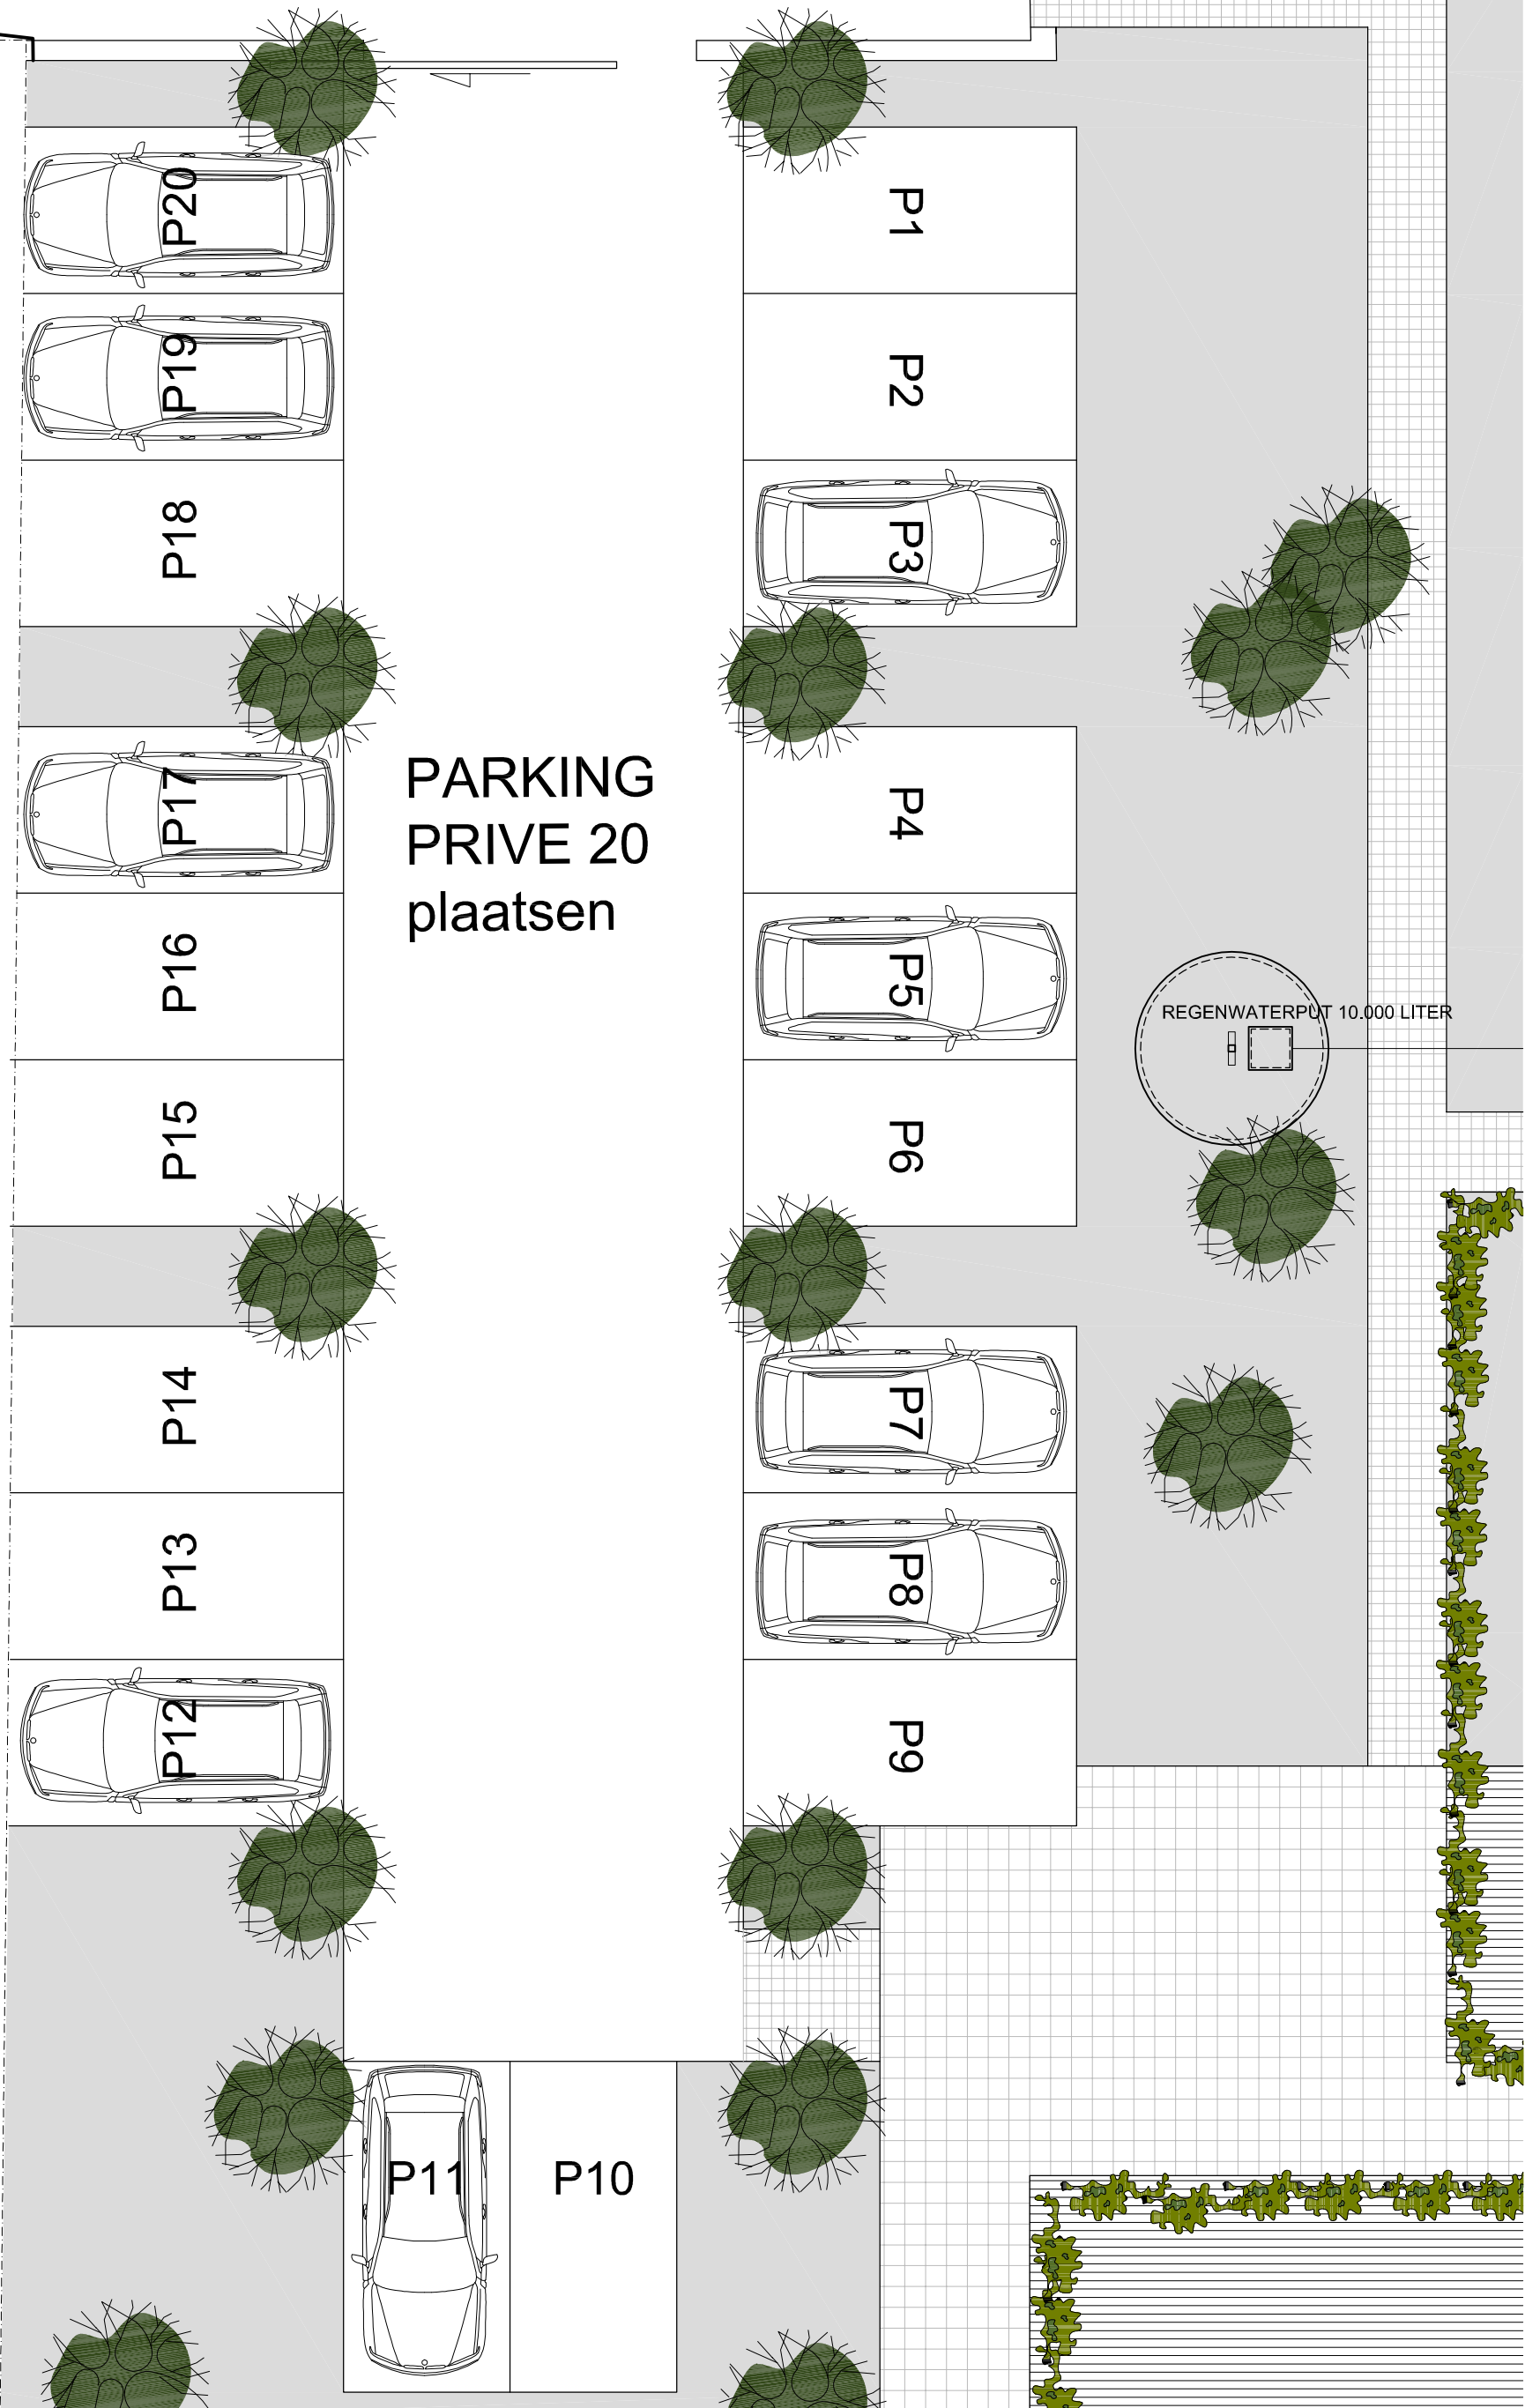 P20
P1
P19
P2
P18
P3
PARKING
PRIVE 20
plaatsen
P17
P4
P16
P5
REGENWATERPUT 10.000 LITER
P15
P6
P14
P7
P13
P8
P12
P9
P11
P10